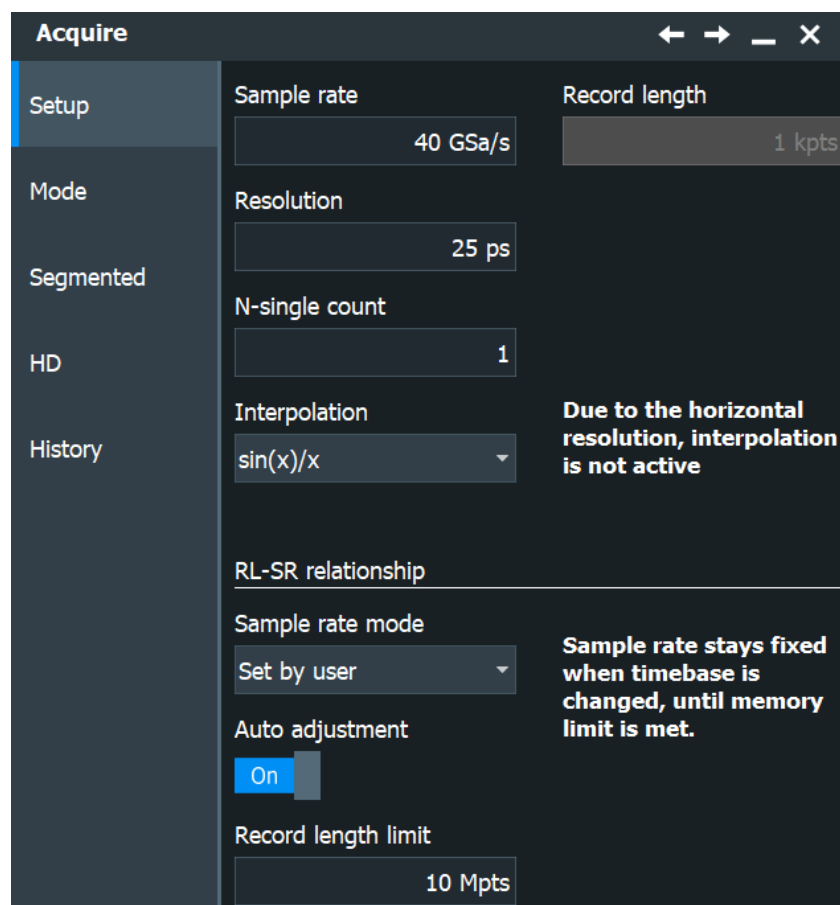 Acquire
Setup
Mode
Segmented
HD
History
Sample rate
40 GSa/s
Record length
1 kpts
Resolution
25 ps
N-single count
1
Interpolation
sin(x)/x
Due to the horizontal
resolution, interpolation
is not active
RL-SR relationship
Sample rate mode
Set by user
Sample rate stays fixed
when timebase is
changed, until memory
limit is met.
Auto adjustment
On
Record length limit
10 Mpts